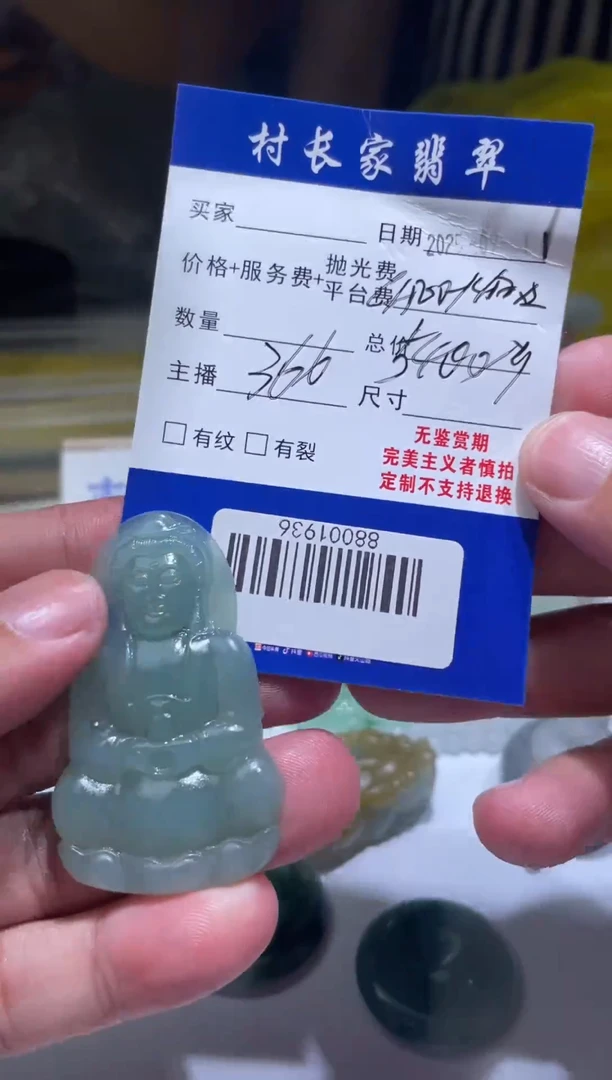 村长家翡翠
买家 日期 2025
价格+服务费+抛光费
平台费
数量 总价
主播 366 尺寸
有纹 有裂
无鉴赏期
完美主义者慎拍
定制不支持退换
88001936